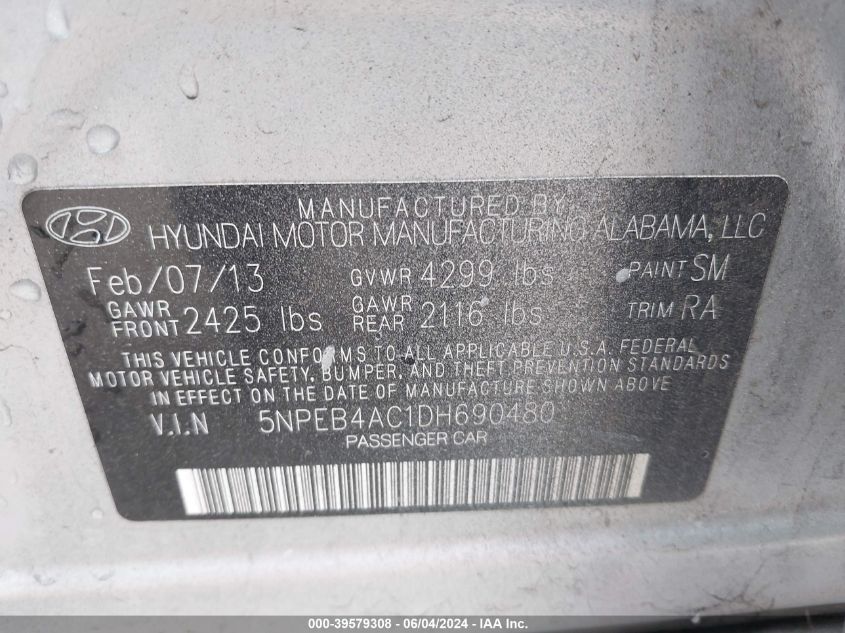 MANUFACTURED BY
HYUNDAI MOTOR MANUFACTURING ALABAMA, LLC
Feb/07/13 GVWR 4299 lbs PAINT SM
GAWR FRONT 2425 lbs GAWR REAR 2116 lbs TRIM RA
THIS VEHICLE CONFORMS TO ALL APPLICABLE U.S.A. FEDERAL
MOTOR VEHICLE SAFETY, BUMPER, AND THEFT PREVENTION STANDARDS
IN EFFECT ON THE DATE OF MANUFACTURE SHOWN ABOVE
V.I.N 5NPEB4AC1DH690480
PASSENGER CAR
000-39579308 - 06/04/2024 - IAA Inc.